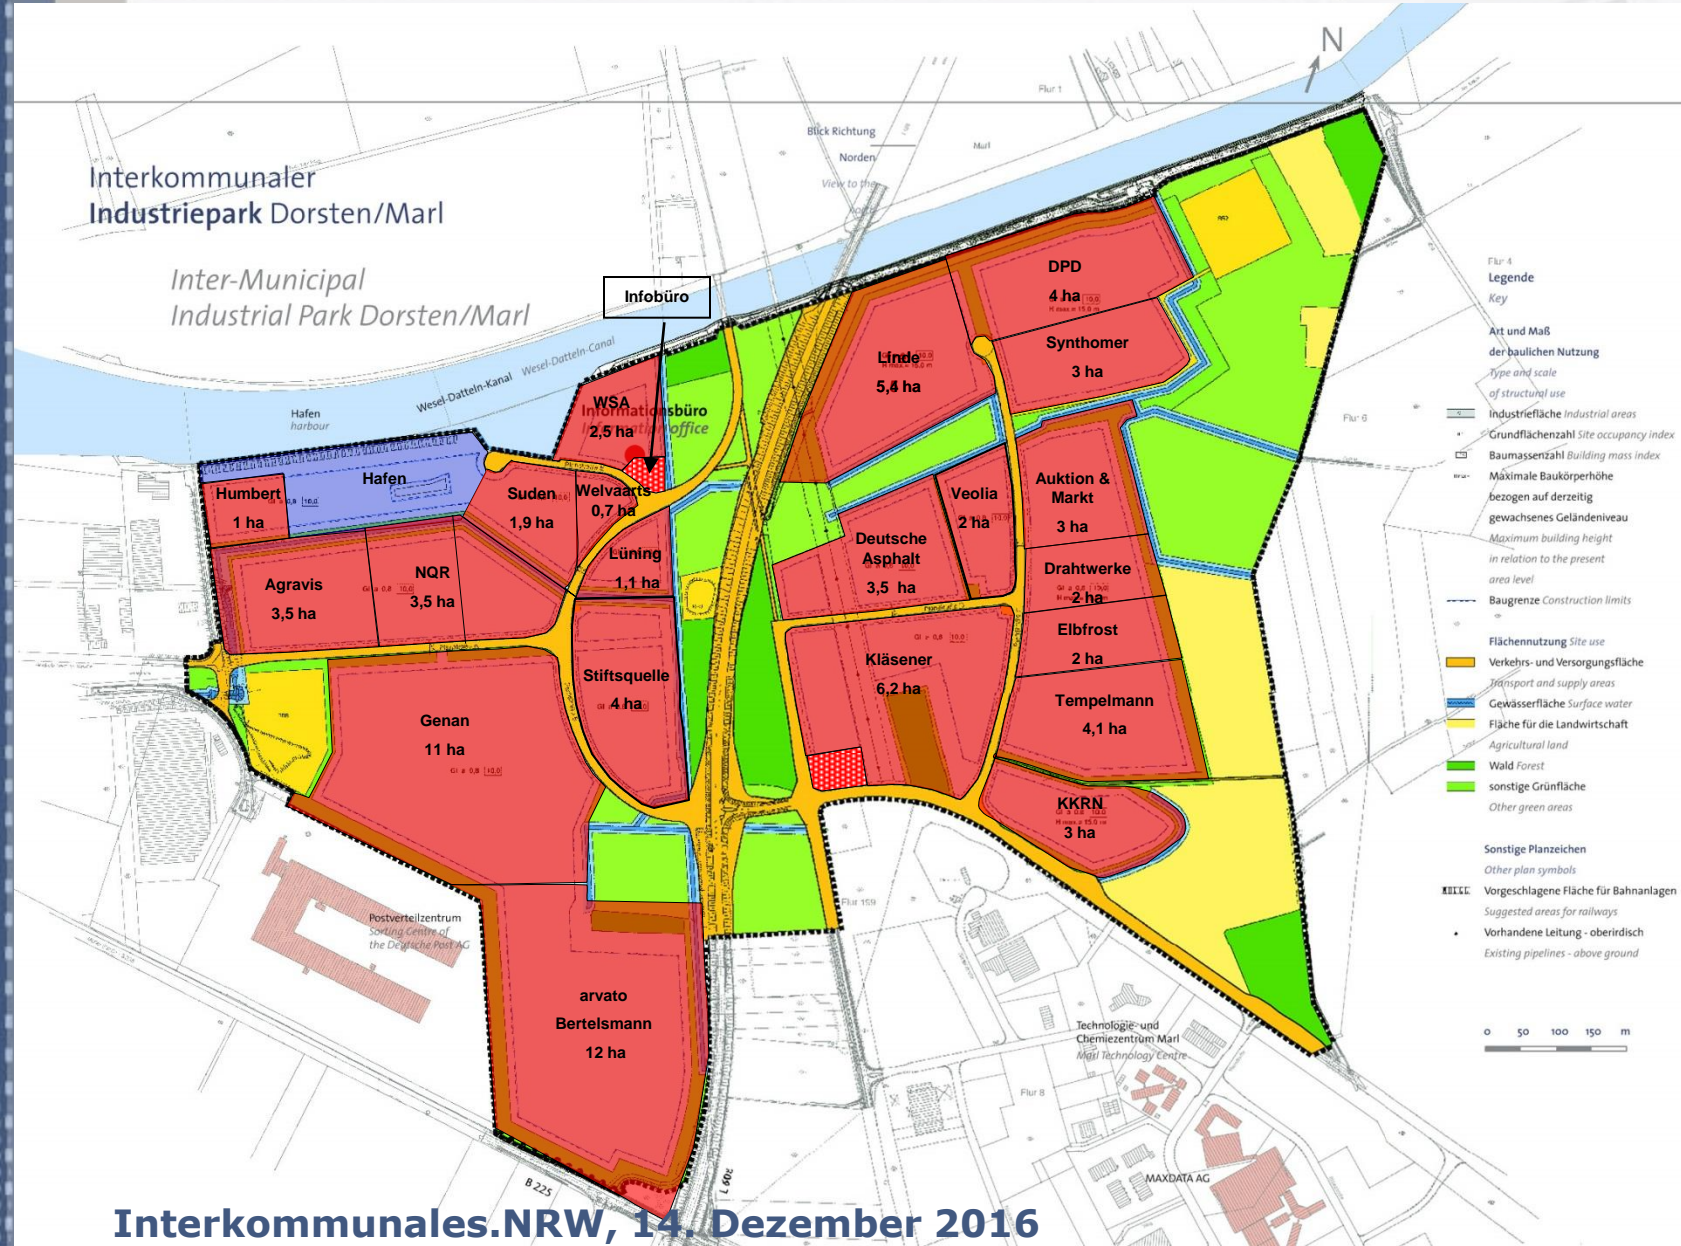 N
Flur 1
Blick Richtung
Norden
View to the
Marl
Interkommunaler
Industriepark Dorsten/Marl
Inter-Municipal
Industrial Park Dorsten/Marl
Infobüro
Wesel-Datteln-Kanal Wesel-Datteln-Canal
Hafen
harbour
WSA
2,5 ha
Informationsbüro
Information office
DPD
4 ha
Synthomer
3 ha
Linde
5,4 ha
Humbert
1 ha
Hafen
Suden
1,9 ha
Welvaarts
0,7 ha
Lüning
1,1 ha
Agravis
3,5 ha
NQR
3,5 ha
Veolia
2 ha
Auktion &
Markt
3 ha
Deutsche
Asphalt
3,5 ha
Drahtwerke
2 ha
Elbfrost
2 ha
Kläsener
6,2 ha
Stiftsquelle
4 ha
Genan
11 ha
Tempelmann
4,1 ha
KKRN
3 ha
arvato
Bertelsmann
12 ha
Postverteilzentrum
Sorting Centre of
the Deutsche Post AG
Flur 159
Technologie- und
Chemiezentrum Marl
Marl Technology Centre
Flur 8
MAXDATA AG
B 225
L 608
Flur 6
Flur 4
Legende
Key
Art und Maß
der baulichen Nutzung
Type and scale
of structural use
Industriefläche Industrial areas
Grundflächenzahl Site occupancy index
Baumassenzahl Building mass index
Maximale Baukörperhöhe
bezogen auf derzeitig
gewachsenes Geländeniveau
Maximum building height
in relation to the present
area level
Baugrenze Construction limits
Flächennutzung Site use
Verkehrs- und Versorgungsfläche
Transport and supply areas
Gewässerfläche Surface water
Fläche für die Landwirtschaft
Agricultural land
Wald Forest
sonstige Grünfläche
Other green areas
Sonstige Planzeichen
Other plan symbols
Vorgeschlagene Fläche für Bahnanlagen
Suggested areas for railways
Vorhandene Leitung - oberirdisch
Existing pipelines - above ground
0 50 100 150 m
Interkommunales.NRW, 14. Dezember 2016